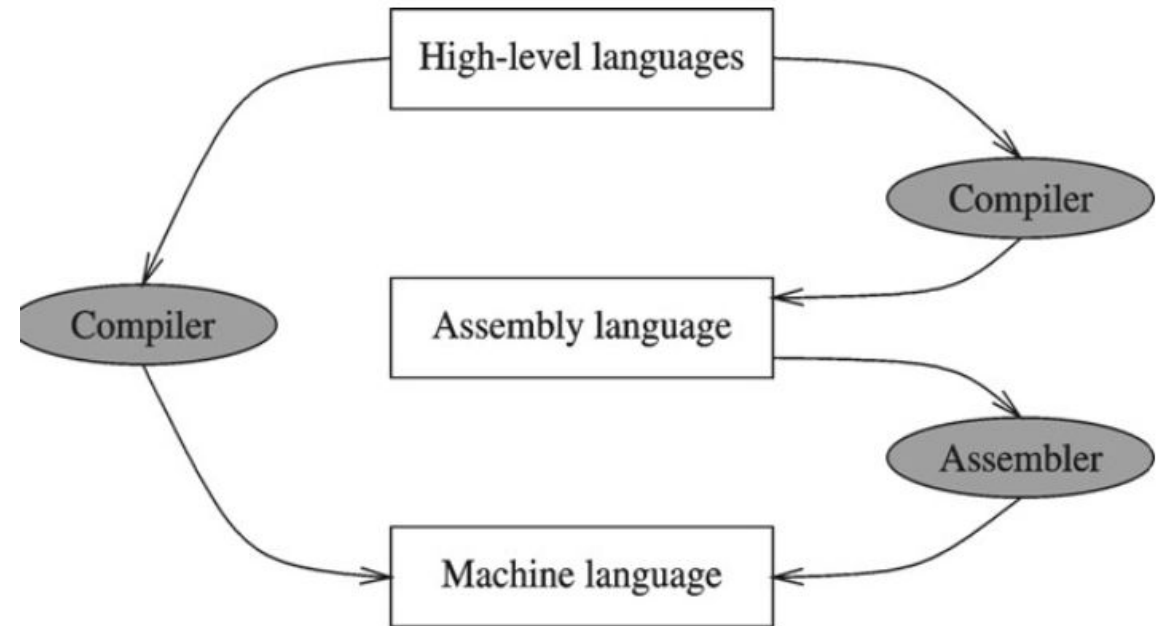 High-level languages
Compiler
Compiler
Assembly language
Assembler
Machine language